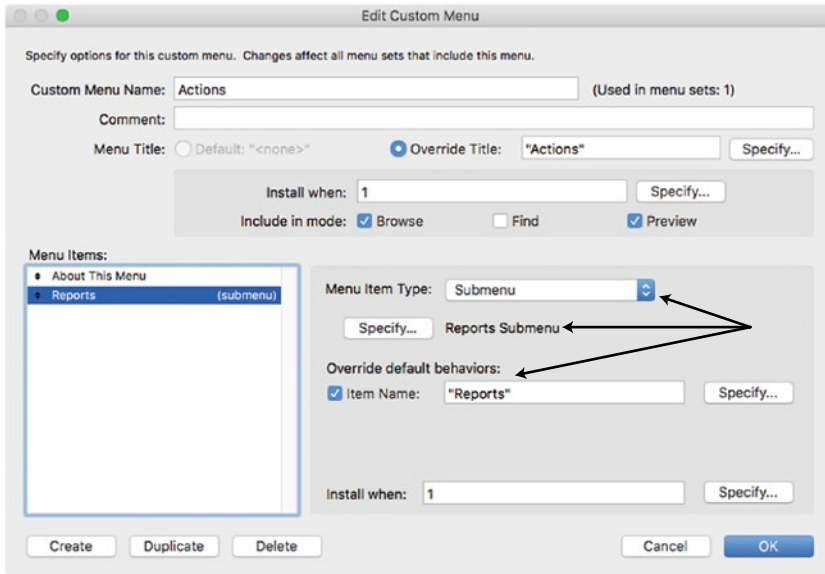 Edit Custom Menu
Specify options for this custom menu. Changes affect all menu sets that include this menu.
Custom Menu Name: Actions (Used in menu sets: 1)
Comment:
Menu Title: Default: "<none>" Override Title: "Actions" Specify...
Install when: 1 Specify...
Include in mode: Browse Find Preview
Menu Items:
About This Menu
Reports (submenu)
Menu Item Type: Submenu
Specify... Reports Submenu
Override default behaviors:
Item Name: "Reports" Specify...
Install when: 1 Specify...
Create Duplicate Delete Cancel OK